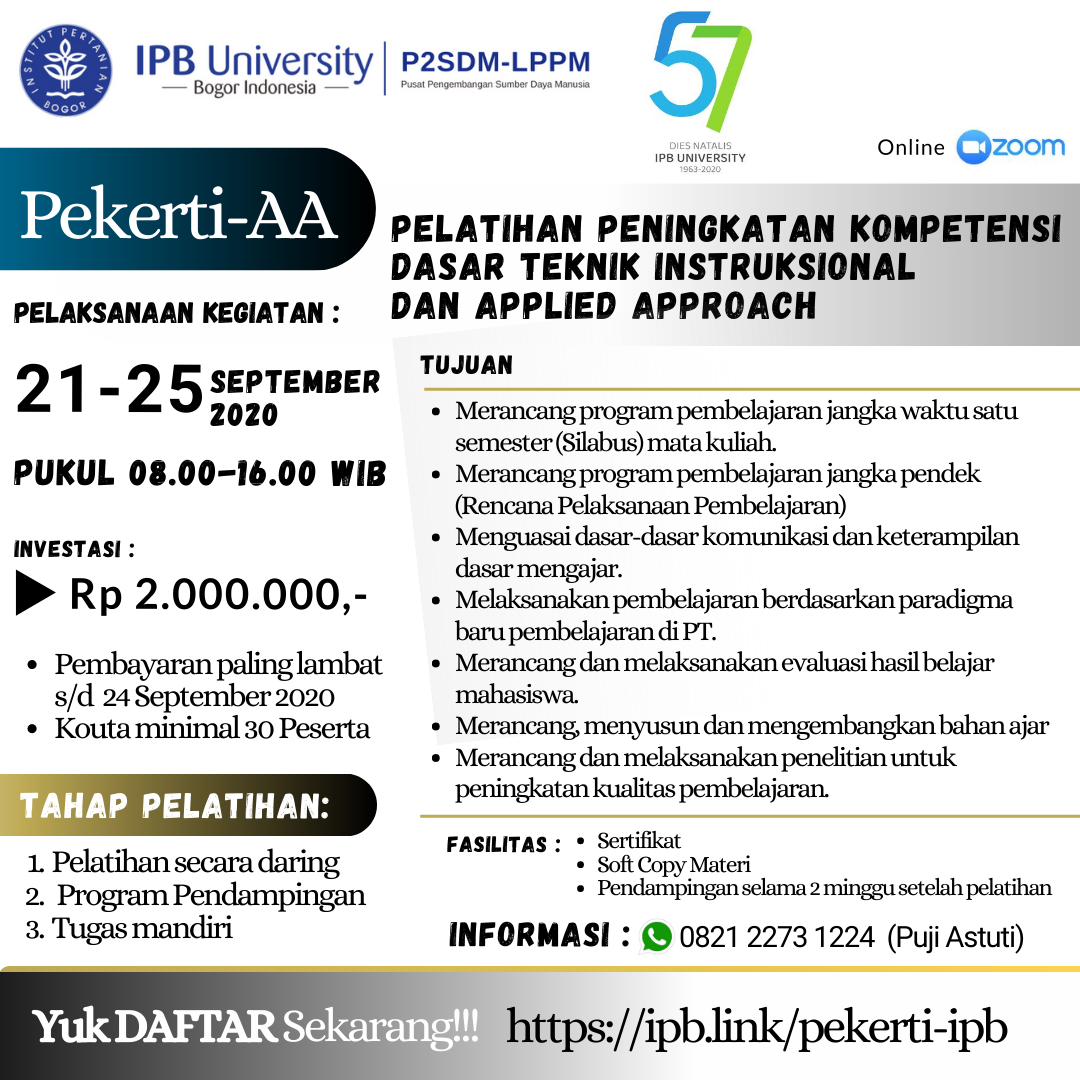 INSTITUT PERTANIAN
BOGOR
IPB University
Bogor Indonesia
P2SDM-LPPM
Pusat Pengembangan Sumber Daya Manusia
57
DIES NATALIS
IPB UNIVERSITY
1963-2020
Online zoom
Pekerti-AA
PELATIHAN PENINGKATAN KOMPETENSI
DASAR TEKNIK INSTRUKSIONAL
DAN APPLIED APPROACH
PELAKSANAAN KEGIATAN :
21-25 SEPTEMBER
2020
PUKUL 08.00-16.00 WIB
INVESTASI :
Rp 2.000.000,-
• Pembayaran paling lambat
s/d 24 September 2020
• Kouta minimal 30 Peserta
TAHAP PELATIHAN:
1. Pelatihan secara daring
2. Program Pendampingan
3. Tugas mandiri
TUJUAN
• Merancang program pembelajaran jangka waktu satu
semester (Silabus) mata kuliah.
• Merancang program pembelajaran jangka pendek
(Rencana Pelaksanaan Pembelajaran)
• Menguasai dasar-dasar komunikasi dan keterampilan
dasar mengajar.
• Melaksanakan pembelajaran berdasarkan paradigma
baru pembelajaran di PT.
• Merancang dan melaksanakan evaluasi hasil belajar
mahasiswa.
• Merancang, menyusun dan mengembangkan bahan ajar
• Merancang dan melaksanakan penelitian untuk
peningkatan kualitas pembelajaran.
FASILITAS :
• Sertifikat
• Soft Copy Materi
• Pendampingan selama 2 minggu setelah pelatihan
INFORMASI : 0821 2273 1224 (Puji Astuti)
Yuk DAFTAR Sekarang!!! https://ipb.link/pekerti-ipb